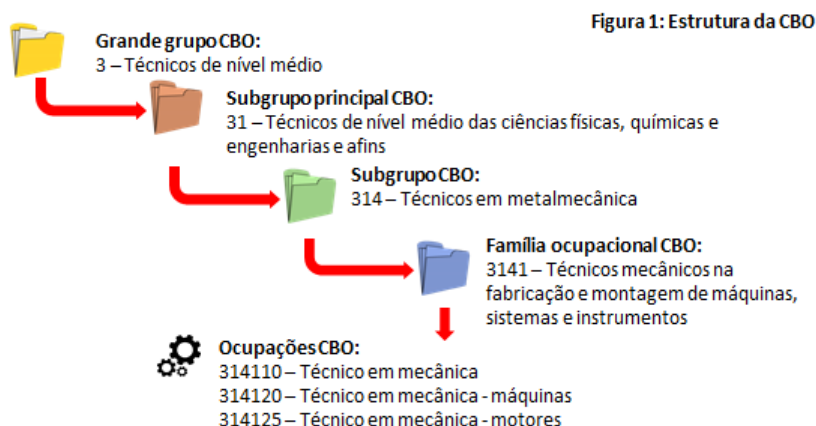 Figura 1: Estrutura da CBO
Grande grupo CBO:
3 – Técnicos de nível médio
Subgrupo principal CBO:
31 – Técnicos de nível médio das ciências físicas, químicas e
engenharias e afins
Subgrupo CBO:
314 – Técnicos em metalmecânica
Família ocupacional CBO:
3141 – Técnicos mecânicos na
fabricação e montagem de máquinas,
sistemas e instrumentos
Ocupações CBO:
314110 – Técnico em mecânica
314120 – Técnico em mecânica - máquinas
314125 – Técnico em mecânica - motores